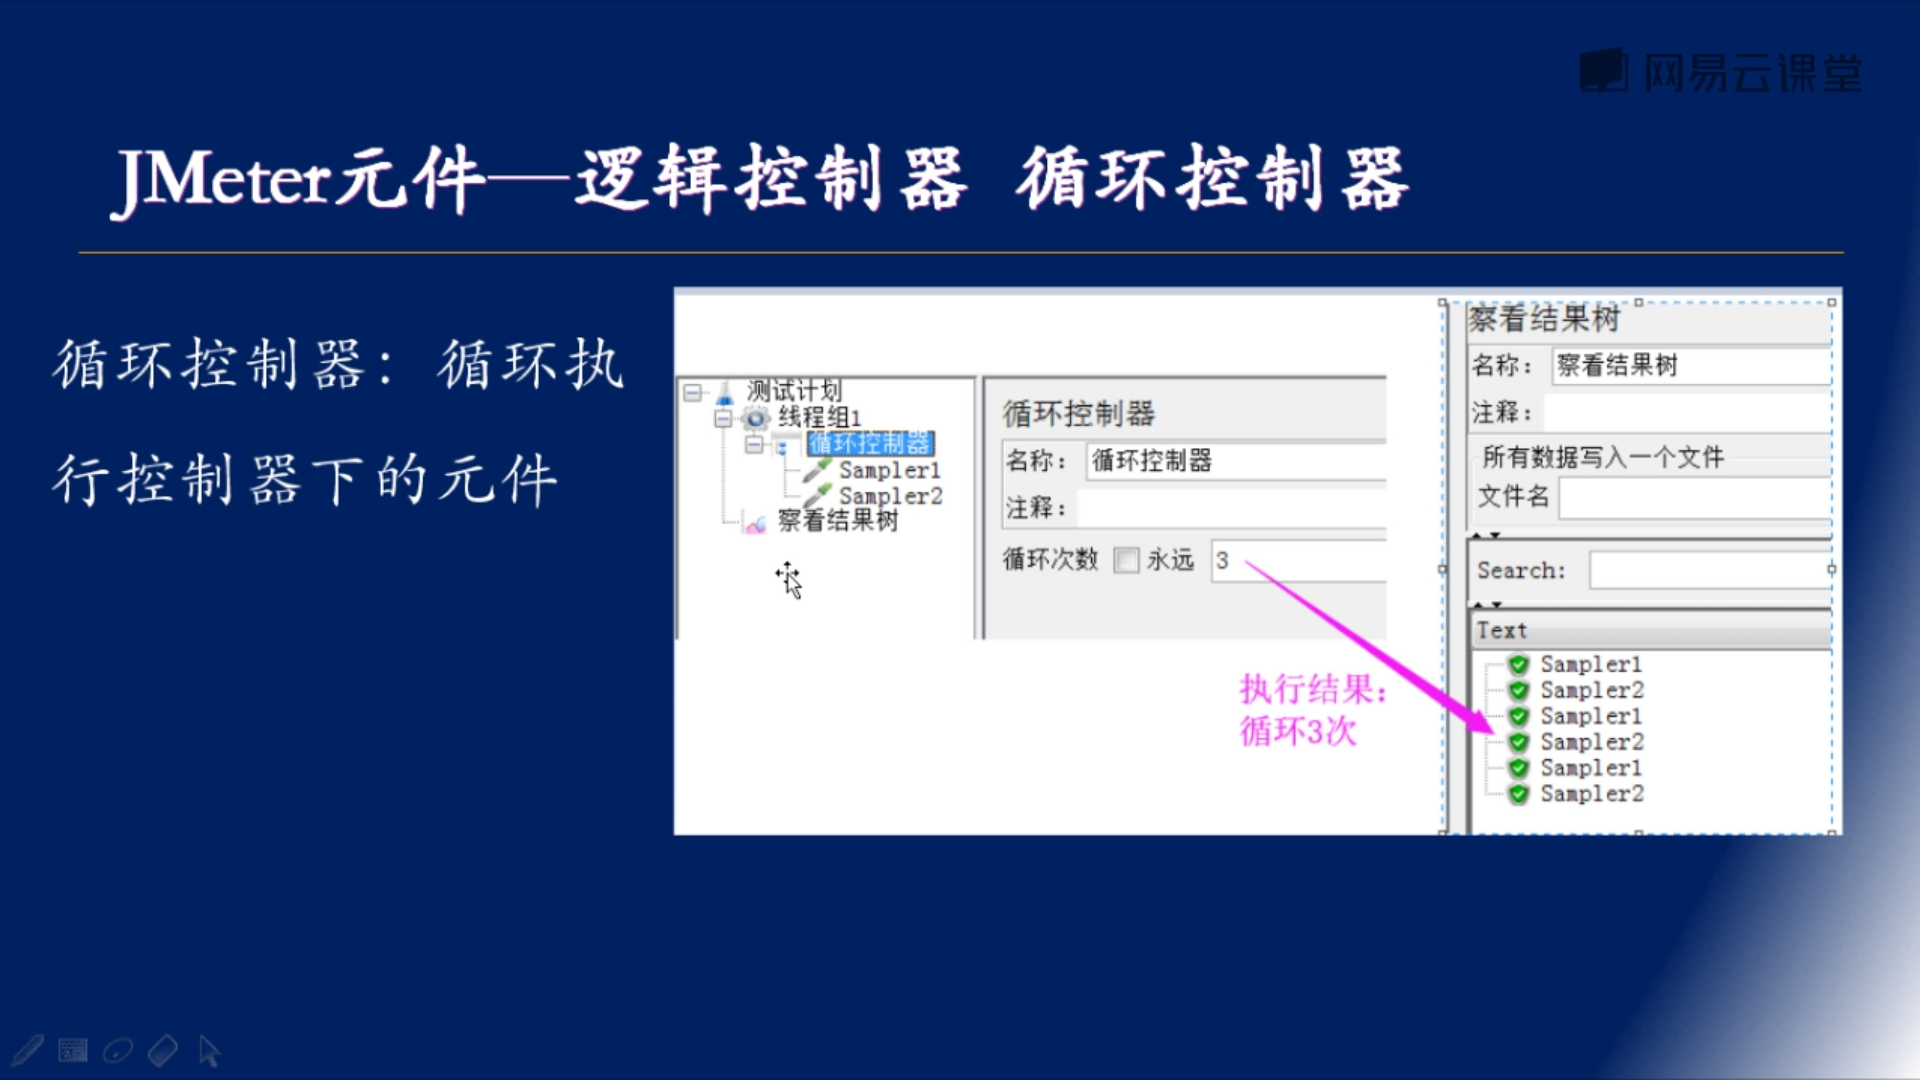 网易云课堂
JMeter元件—逻辑控制器 循环控制器
循环控制器：循环执
行控制器下的元件
测试计划
线程组1
循环控制器
Sampler1
Sampler2
察看结果树
循环控制器
名称： 循环控制器
注释：
循环次数 永远 3
执行结果：
循环3次
察看结果树
名称： 察看结果树
注释：
所有数据写入一个文件
文件名
Search:
Text
Sampler1
Sampler2
Sampler1
Sampler2
Sampler1
Sampler2